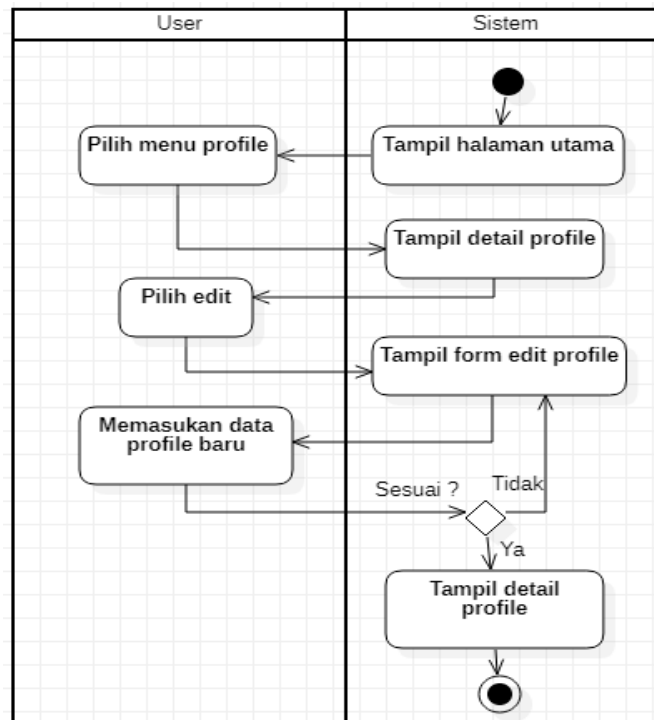 User
Sistem
Tampil halaman utama
Pilih menu profile
Tampil detail profile
Pilih edit
Tampil form edit profile
Memasukan data
profile baru
Sesuai ?
Tidak
Ya
Tampil detail
profile